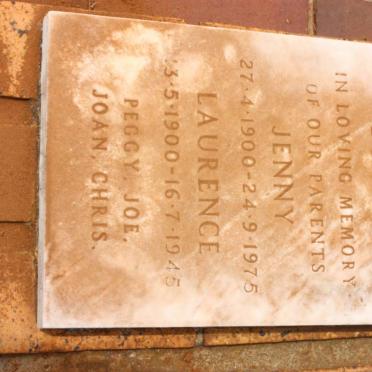 IN LOVING MEMORY
OF OUR PARENTS
JENNY
27·4·1900–24·9·1975
LAURENCE
3·5·1900–16·7·1945
PEGGY, JOE,
JOAN, CHRIS.